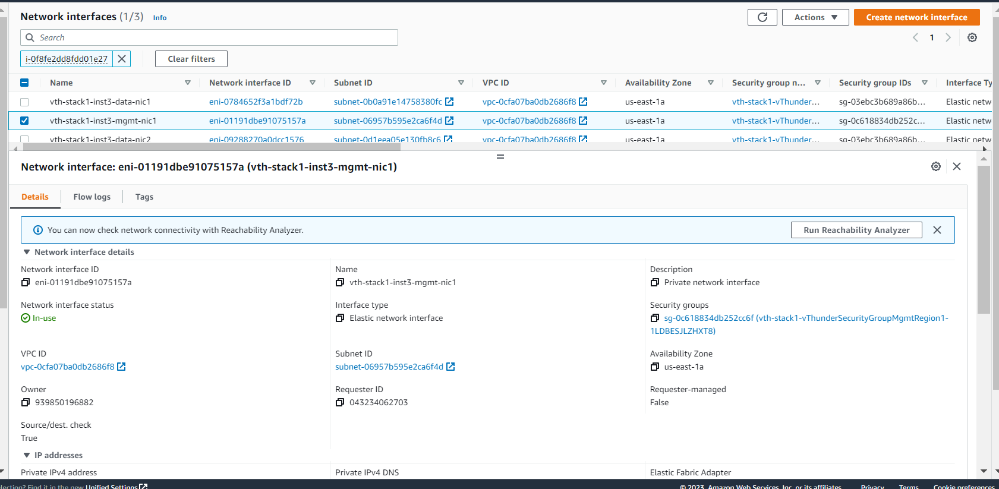 Network interfaces (1/3) Info
Actions
Create network interface
Search
1
i-0f8fe2dd8fdd01e27
Clear filters
Name Network interface ID Subnet ID VPC ID Availability Zone Security group n... Security group IDs Interface Ty
vth-stack1-inst3-data-nic1 eni-0784652f3a1bdf72b subnet-0b0a91e14758380fc vpc-0cfa07ba0db2686f8 us-east-1a vth-stack1-vThunder... sg-03ebc3b689a86b... Elastic netw
vth-stack1-inst3-mgmt-nic1 eni-01191dbe91075157a subnet-06957b595e2ca6f4d vpc-0cfa07ba0db2686f8 us-east-1a vth-stack1-vThunder... sg-0c618834db252c... Elastic netw
vth-stack1-inst3-data-nic2 eni-09288270a0dcc1576 subnet-0d1eea05e130fb8c6 vpc-0cfa07ba0db2686f8 us-east-1a vth-stack1-vThunder... sg-03ebc3b689a86b... Elastic netw
Network interface: eni-01191dbe91075157a (vth-stack1-inst3-mgmt-nic1)
Details Flow logs Tags
You can now check network connectivity with Reachability Analyzer.
Run Reachability Analyzer
Network interface details
Network interface ID
eni-01191dbe91075157a
Name
vth-stack1-inst3-mgmt-nic1
Description
Private network interface
Network interface status
In-use
Interface type
Elastic network interface
Security groups
sg-0c618834db252cc6f (vth-stack1-vThunderSecurityGroupMgmtRegion1-
1LDBESJLZHXT8)
VPC ID
vpc-0cfa07ba0db2686f8
Subnet ID
subnet-06957b595e2ca6f4d
Availability Zone
us-east-1a
Owner
939850196882
Requester ID
043234062703
Requester-managed
False
Source/dest. check
True
IP addresses
Private IPv4 address
Private IPv4 DNS
Elastic Fabric Adapter
lection? Find it in the new Unified Settings
© 2023, Amazon Web Services, Inc. or its affiliates. Privacy Terms Cookie preferences